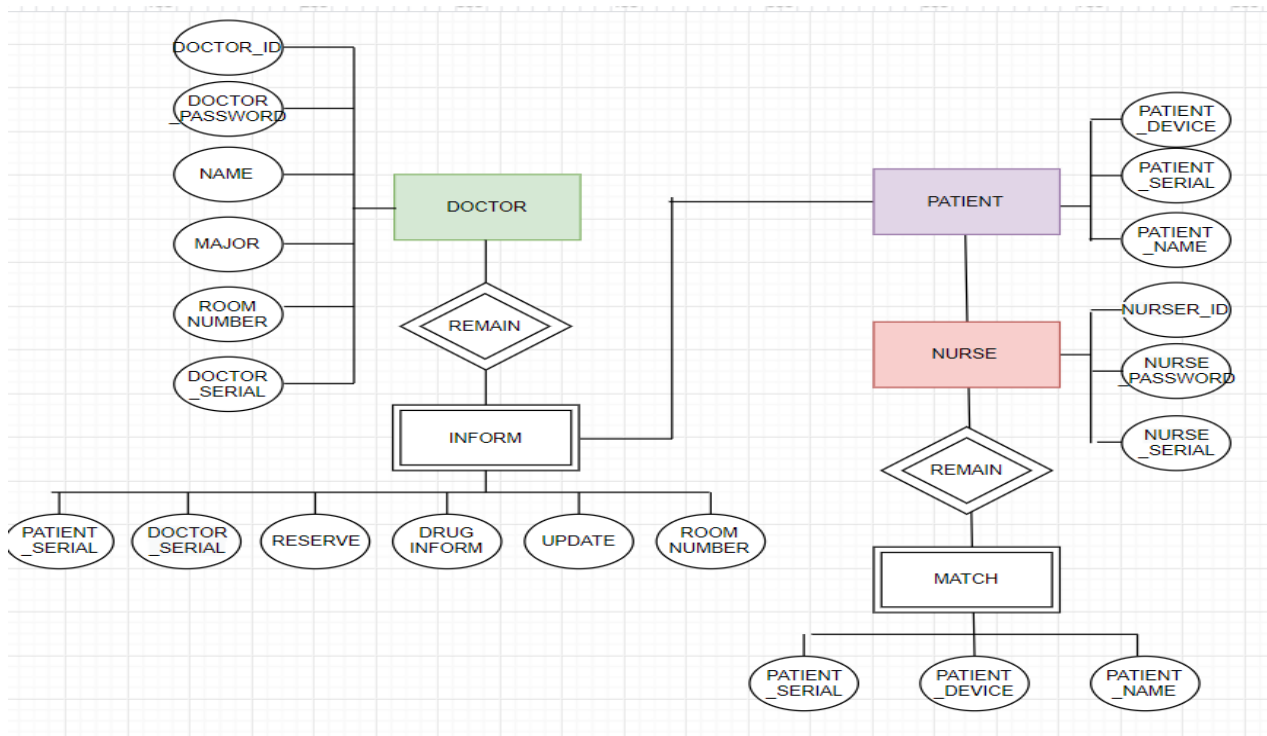 DOCTOR_ID
DOCTOR
_PASSWORD
NAME
MAJOR
ROOM
NUMBER
DOCTOR
_SERIAL
DOCTOR
REMAIN
INFORM
PATIENT
_SERIAL
DOCTOR
_SERIAL
RESERVE
DRUG
INFORM
UPDATE
ROOM
NUMBER
PATIENT
PATIENT
_DEVICE
PATIENT
_SERIAL
PATIENT
_NAME
NURSE
NURSER_ID
NURSE
_PASSWORD
NURSE
_SERIAL
REMAIN
MATCH
PATIENT
_SERIAL
PATIENT
_DEVICE
PATIENT
_NAME